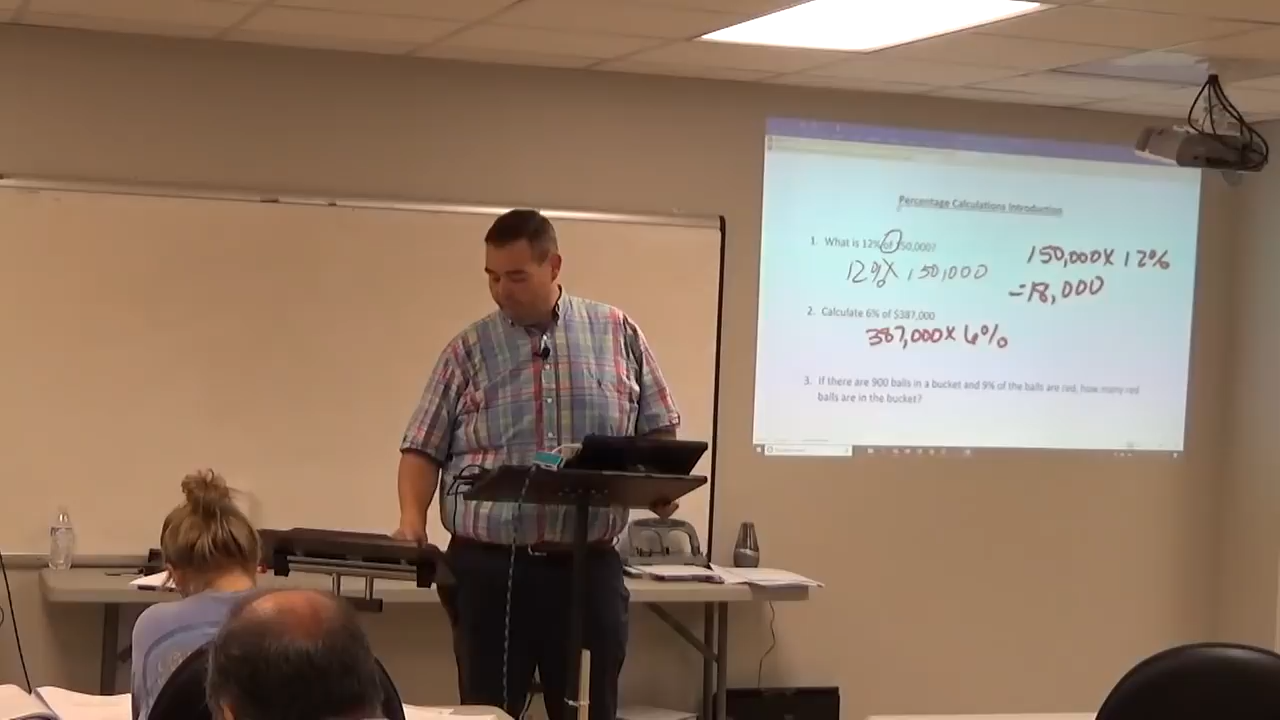 Percentage Calculations Introduction
1. What is 12% of 150,000?
12% X 150,000
150,000 X 12%
= 18,000
2. Calculate 6% of $387,000
387,000 X 6%
3. If there are 900 balls in a bucket and 9% of the balls are red, how many red
balls are in the bucket?